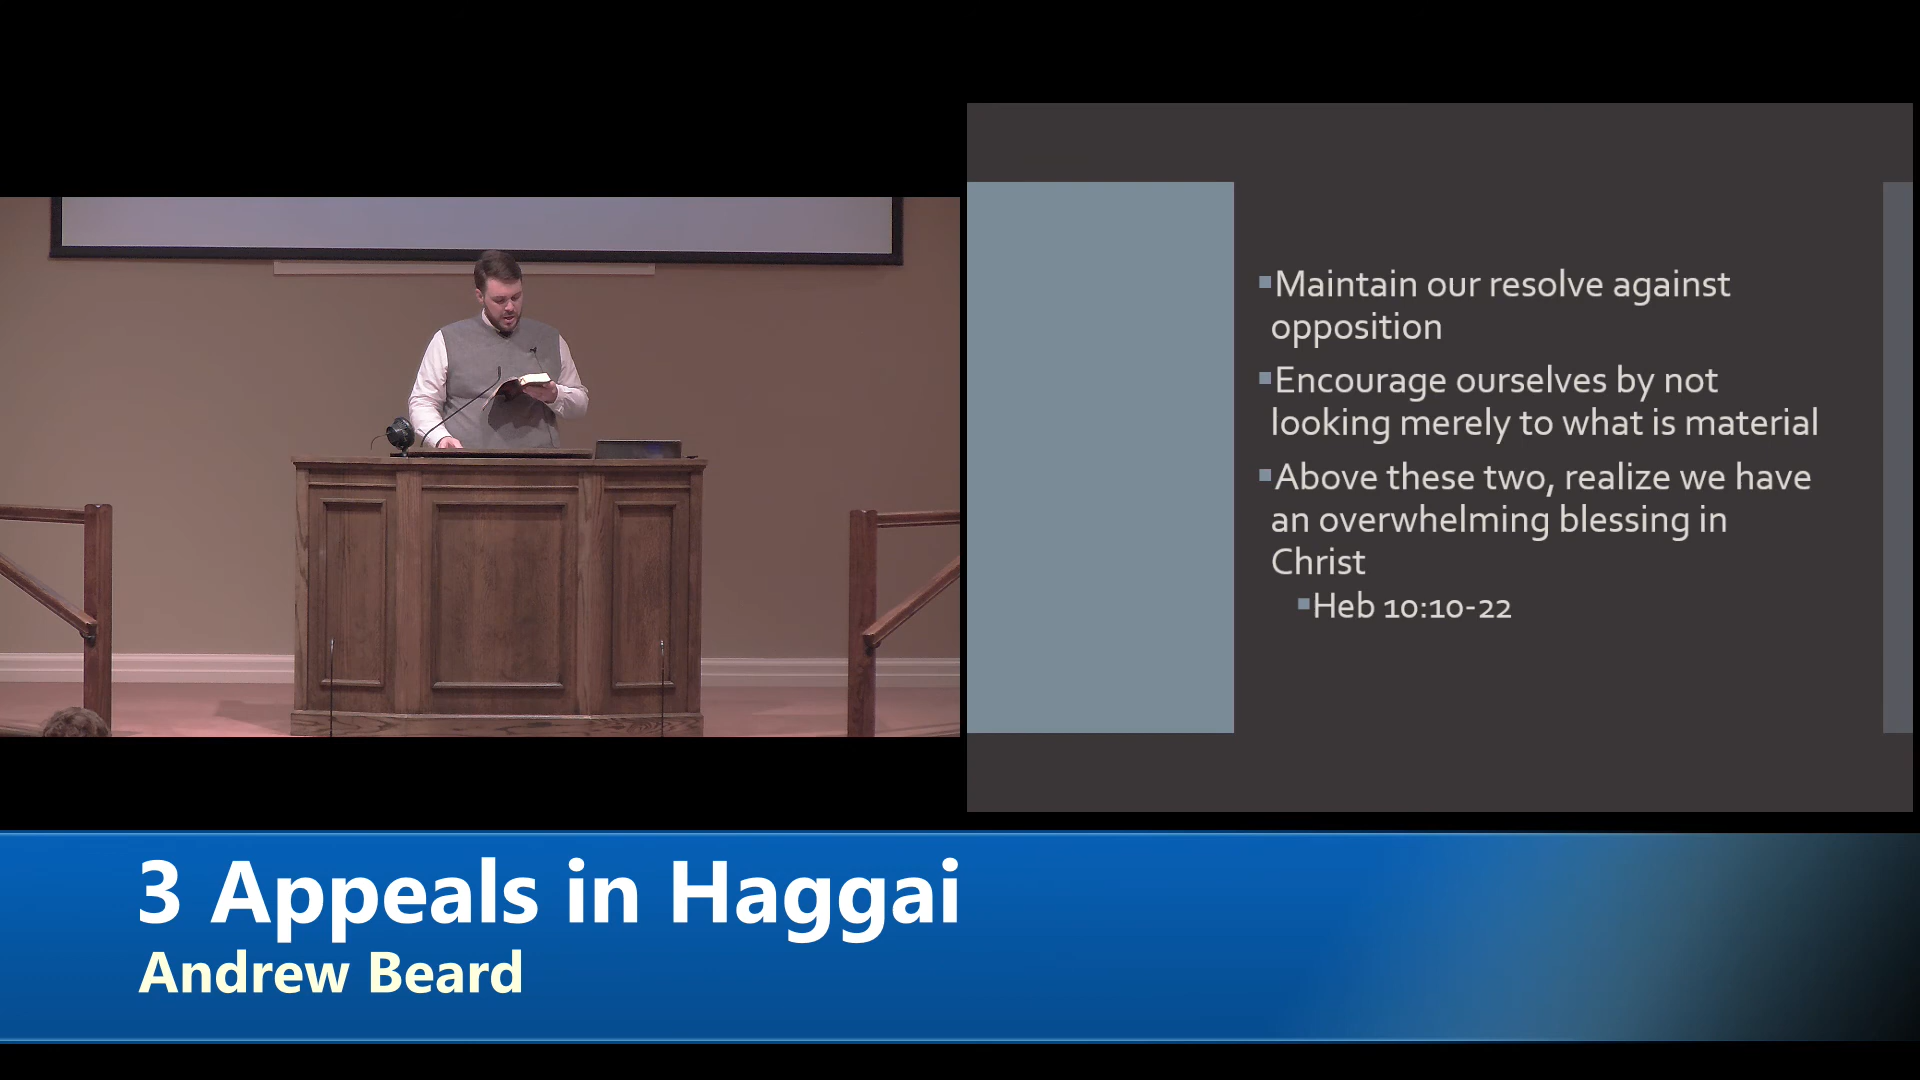 ▪Maintain our resolve against
opposition
▪Encourage ourselves by not
looking merely to what is material
▪Above these two, realize we have
an overwhelming blessing in
Christ
▪Heb 10:10-22
3 Appeals in Haggai
Andrew Beard